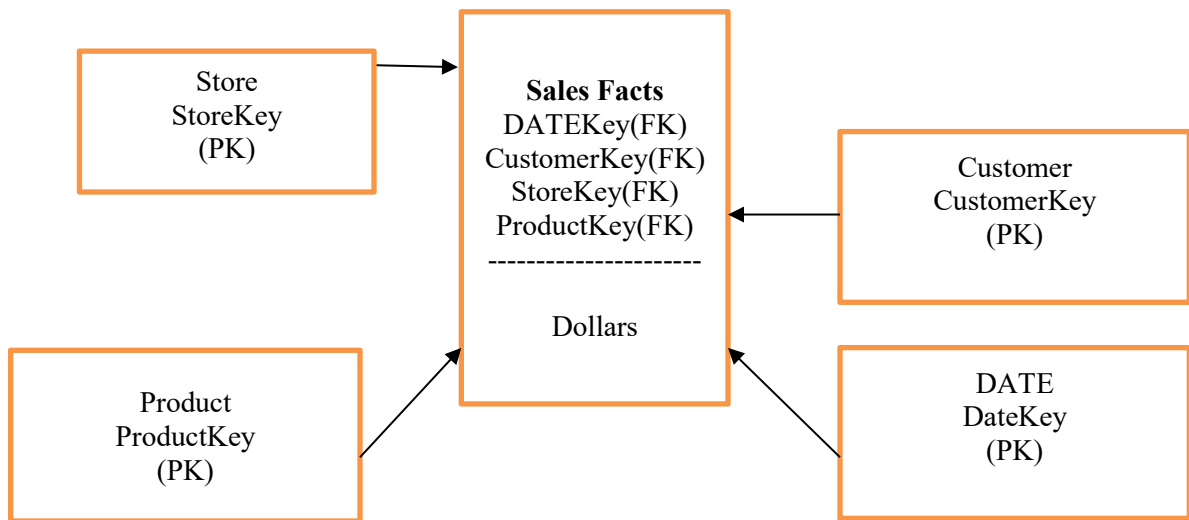 Store
StoreKey
(PK)
Sales Facts
DATEKey(FK)
CustomerKey(FK)
StoreKey(FK)
ProductKey(FK)
----------------------
Dollars
Customer
CustomerKey
(PK)
Product
ProductKey
(PK)
DATE
DateKey
(PK)